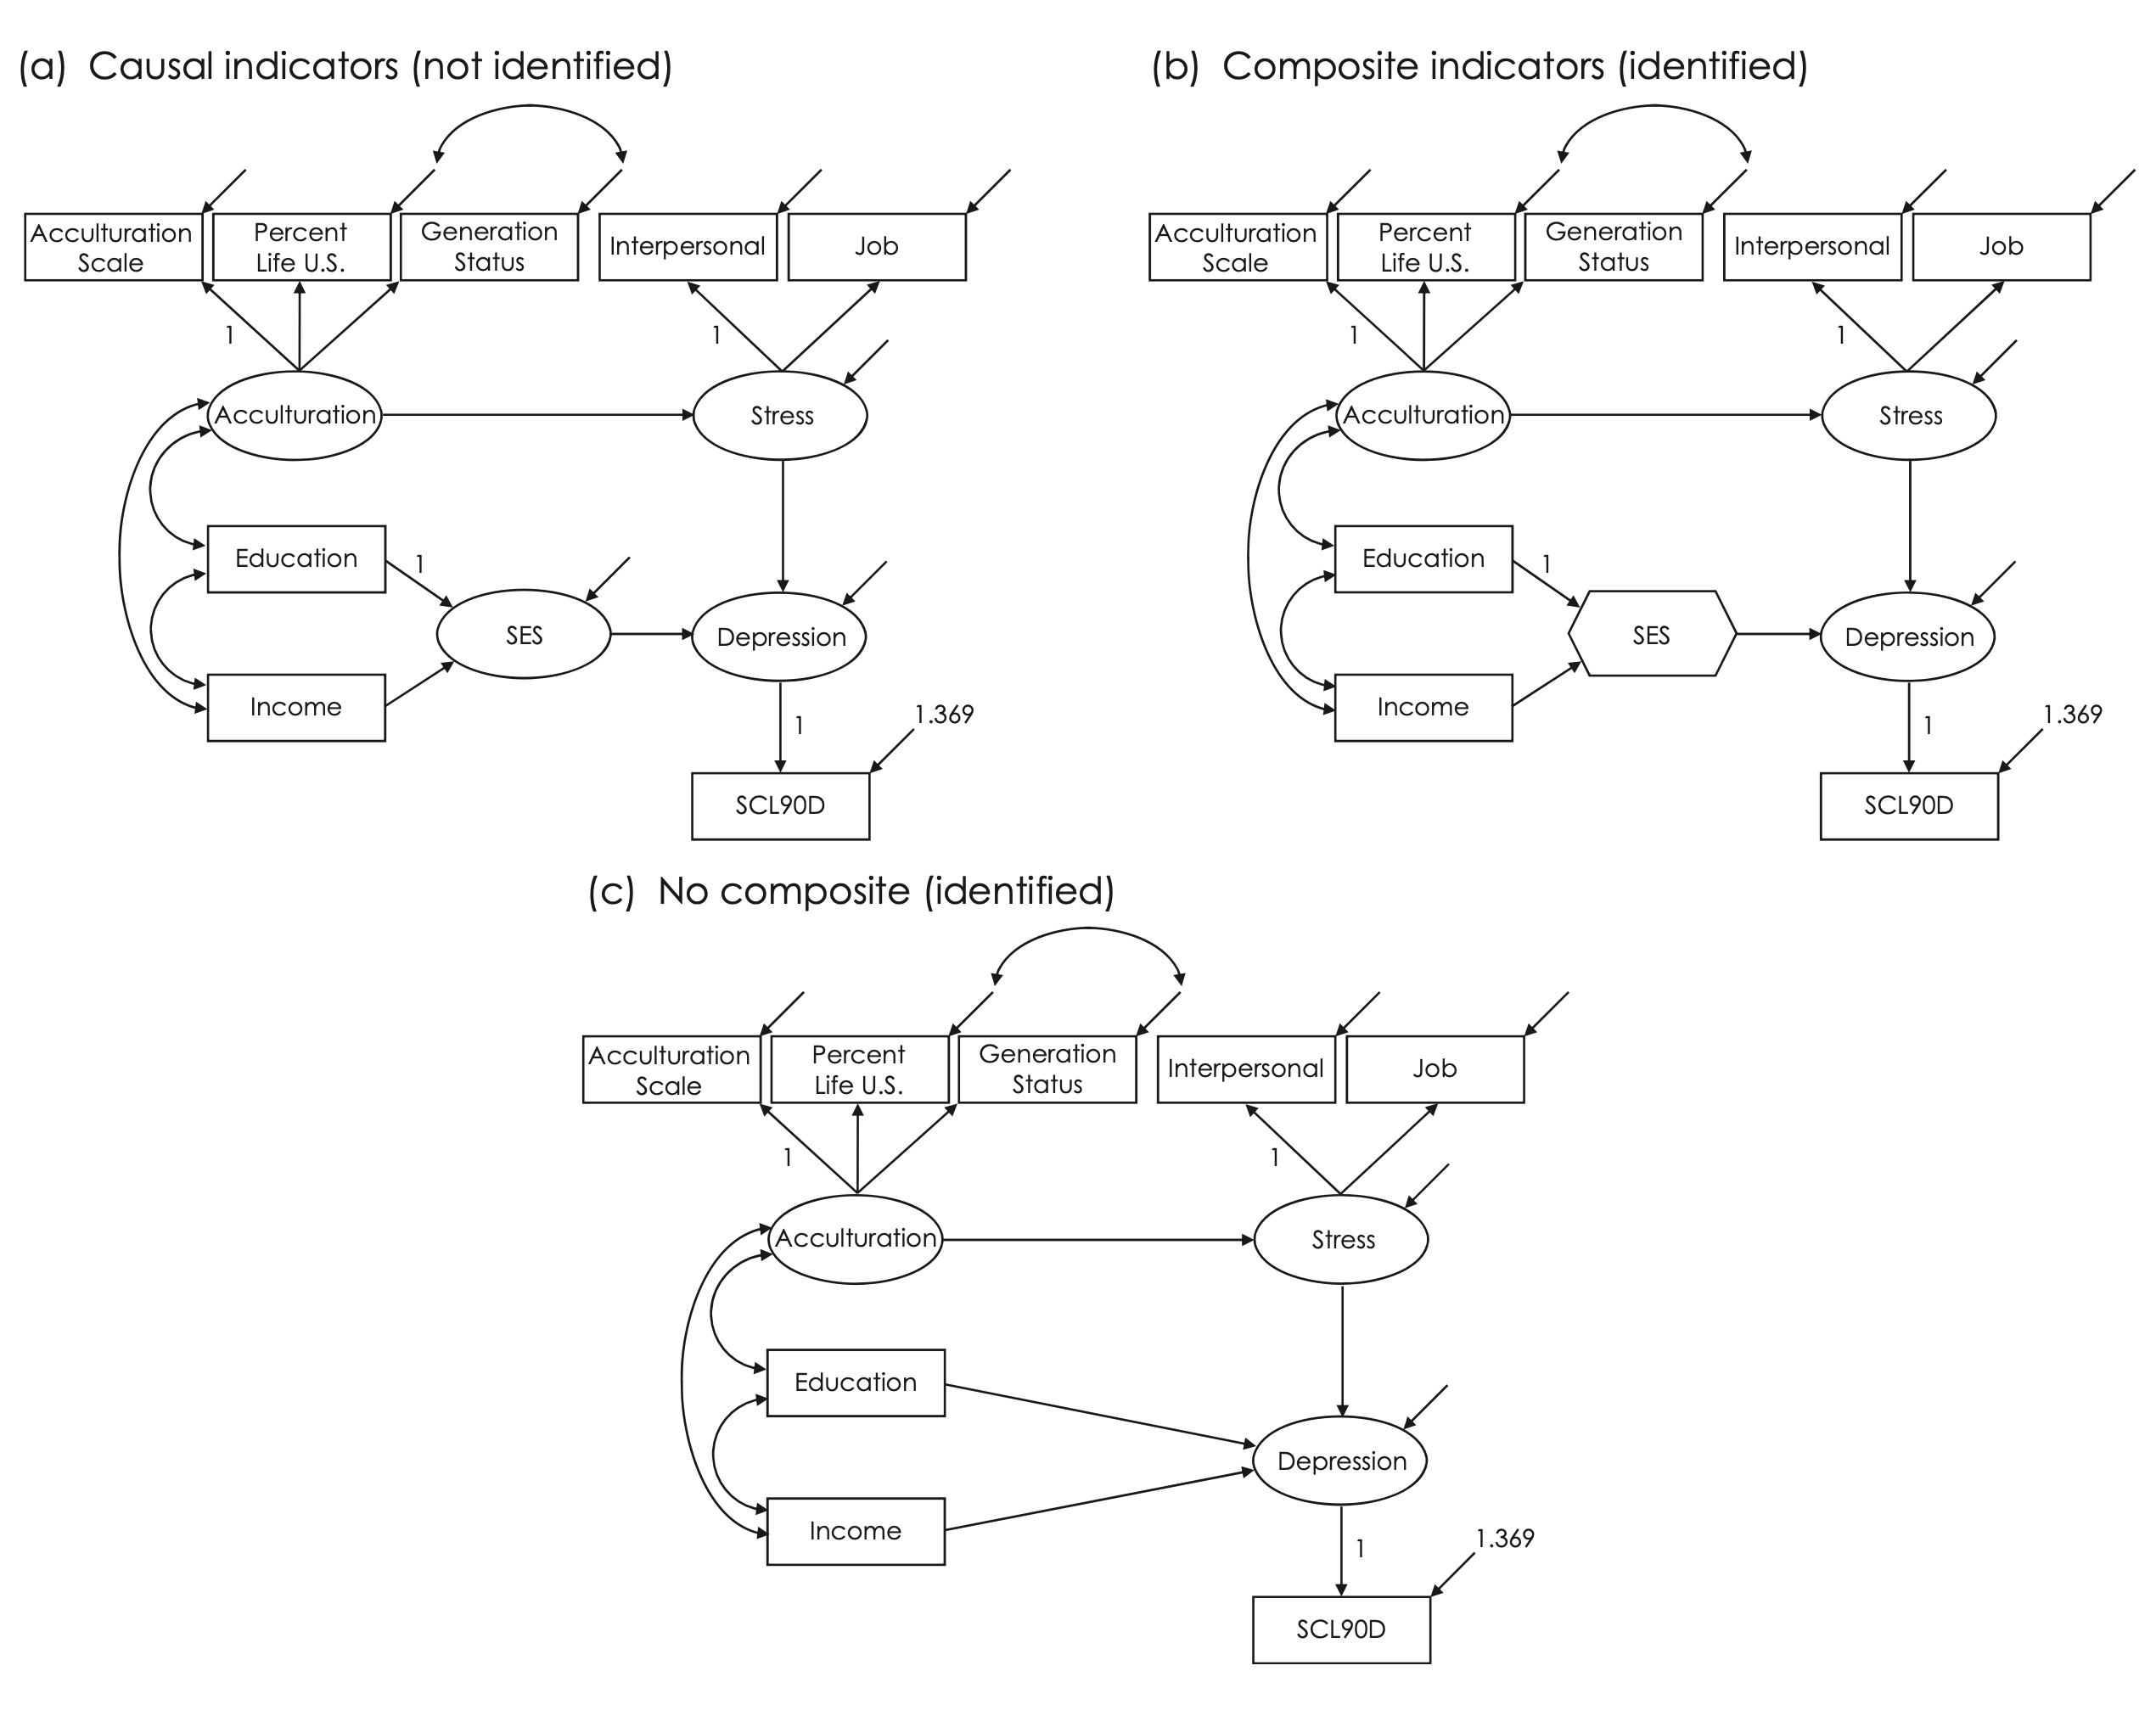 (a) Causal indicators (not identified)
Acculturation
Scale
Percent
Life U.S.
Generation
Status
Interpersonal
Job
1
1
Acculturation
Stress
Education
1
SES
Depression
Income
1
1.369
SCL90D
(b) Composite indicators (identified)
Acculturation
Scale
Percent
Life U.S.
Generation
Status
Interpersonal
Job
1
1
Acculturation
Stress
Education
1
SES
Depression
Income
1
1.369
SCL90D
(c) No composite (identified)
Acculturation
Scale
Percent
Life U.S.
Generation
Status
Interpersonal
Job
1
1
Acculturation
Stress
Education
Depression
Income
1
1.369
SCL90D